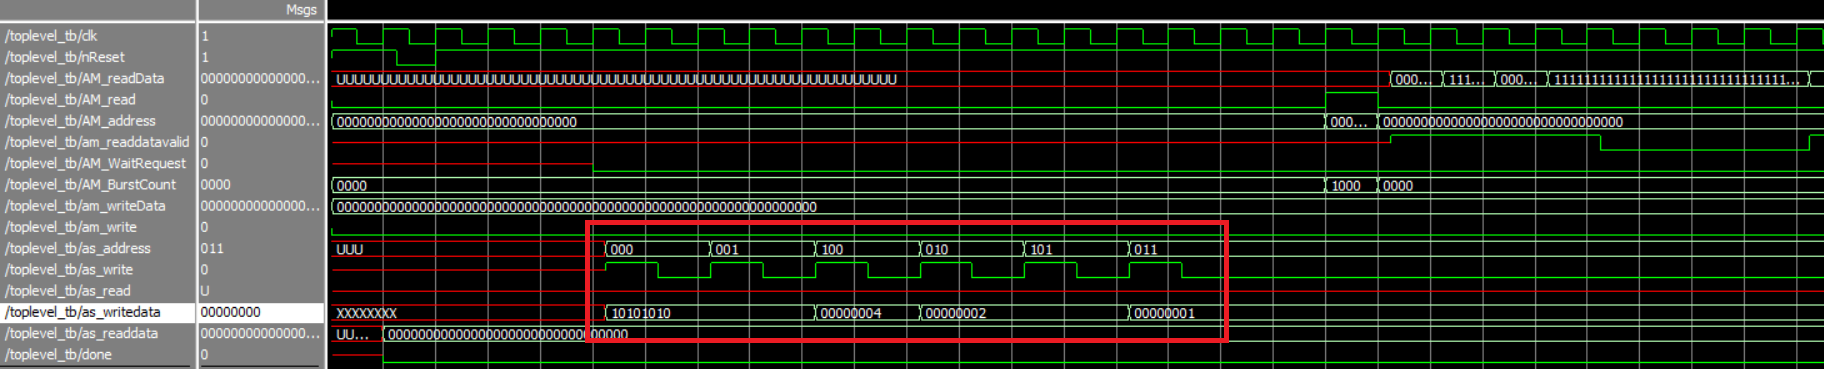 Msgs
/toplevel_tb/clk 1
/toplevel_tb/nReset 1
/toplevel_tb/AM_readData 00000000000000... UUUUUUUUUUUUUUUUUUUUUUUUUUUUUUUUUUUUUUUUUUUUUUUUUUUUUUUUUUUUUUUU 000... 111... 000... 11111111111111111111111111111111...
/toplevel_tb/AM_read 0
/toplevel_tb/AM_address 00000000000000... 00000000000000000000000000000000 000... 00000000000000000000000000000000
/toplevel_tb/am_readdatavalid 0
/toplevel_tb/AM_WaitRequest 0
/toplevel_tb/AM_BurstCount 0000 0000 1000 0000
/toplevel_tb/am_writeData 00000000000000... 0000000000000000000000000000000000000000000000000000000000000000
/toplevel_tb/am_write 0
/toplevel_tb/as_address 011 UUU 000 001 100 010 101 011
/toplevel_tb/as_write 0
/toplevel_tb/as_read U
/toplevel_tb/as_writedata 00000000 XXXXXXXX 10101010 00000004 00000002 00000001
/toplevel_tb/as_readdata 00000000000000... UU... 00000000000000000000000000000000
/toplevel_tb/done 0